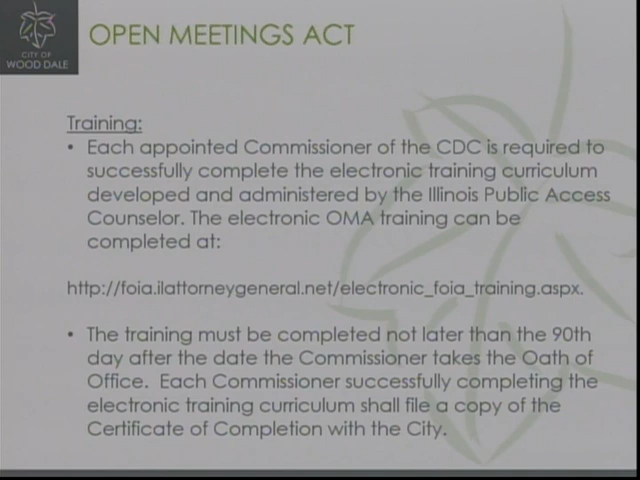 CITY OF
WOOD DALE
OPEN MEETINGS ACT
Training:
• Each appointed Commissioner of the CDC is required to
successfully complete the electronic training curriculum
developed and administered by the Illinois Public Access
Counselor. The electronic OMA training can be
completed at:
http://foia.ilattorneygeneral.net/electronic_foia_training.aspx.
• The training must be completed not later than the 90th
day after the date the Commissioner takes the Oath of
Office. Each Commissioner successfully completing the
electronic training curriculum shall file a copy of the
Certificate of Completion with the City.